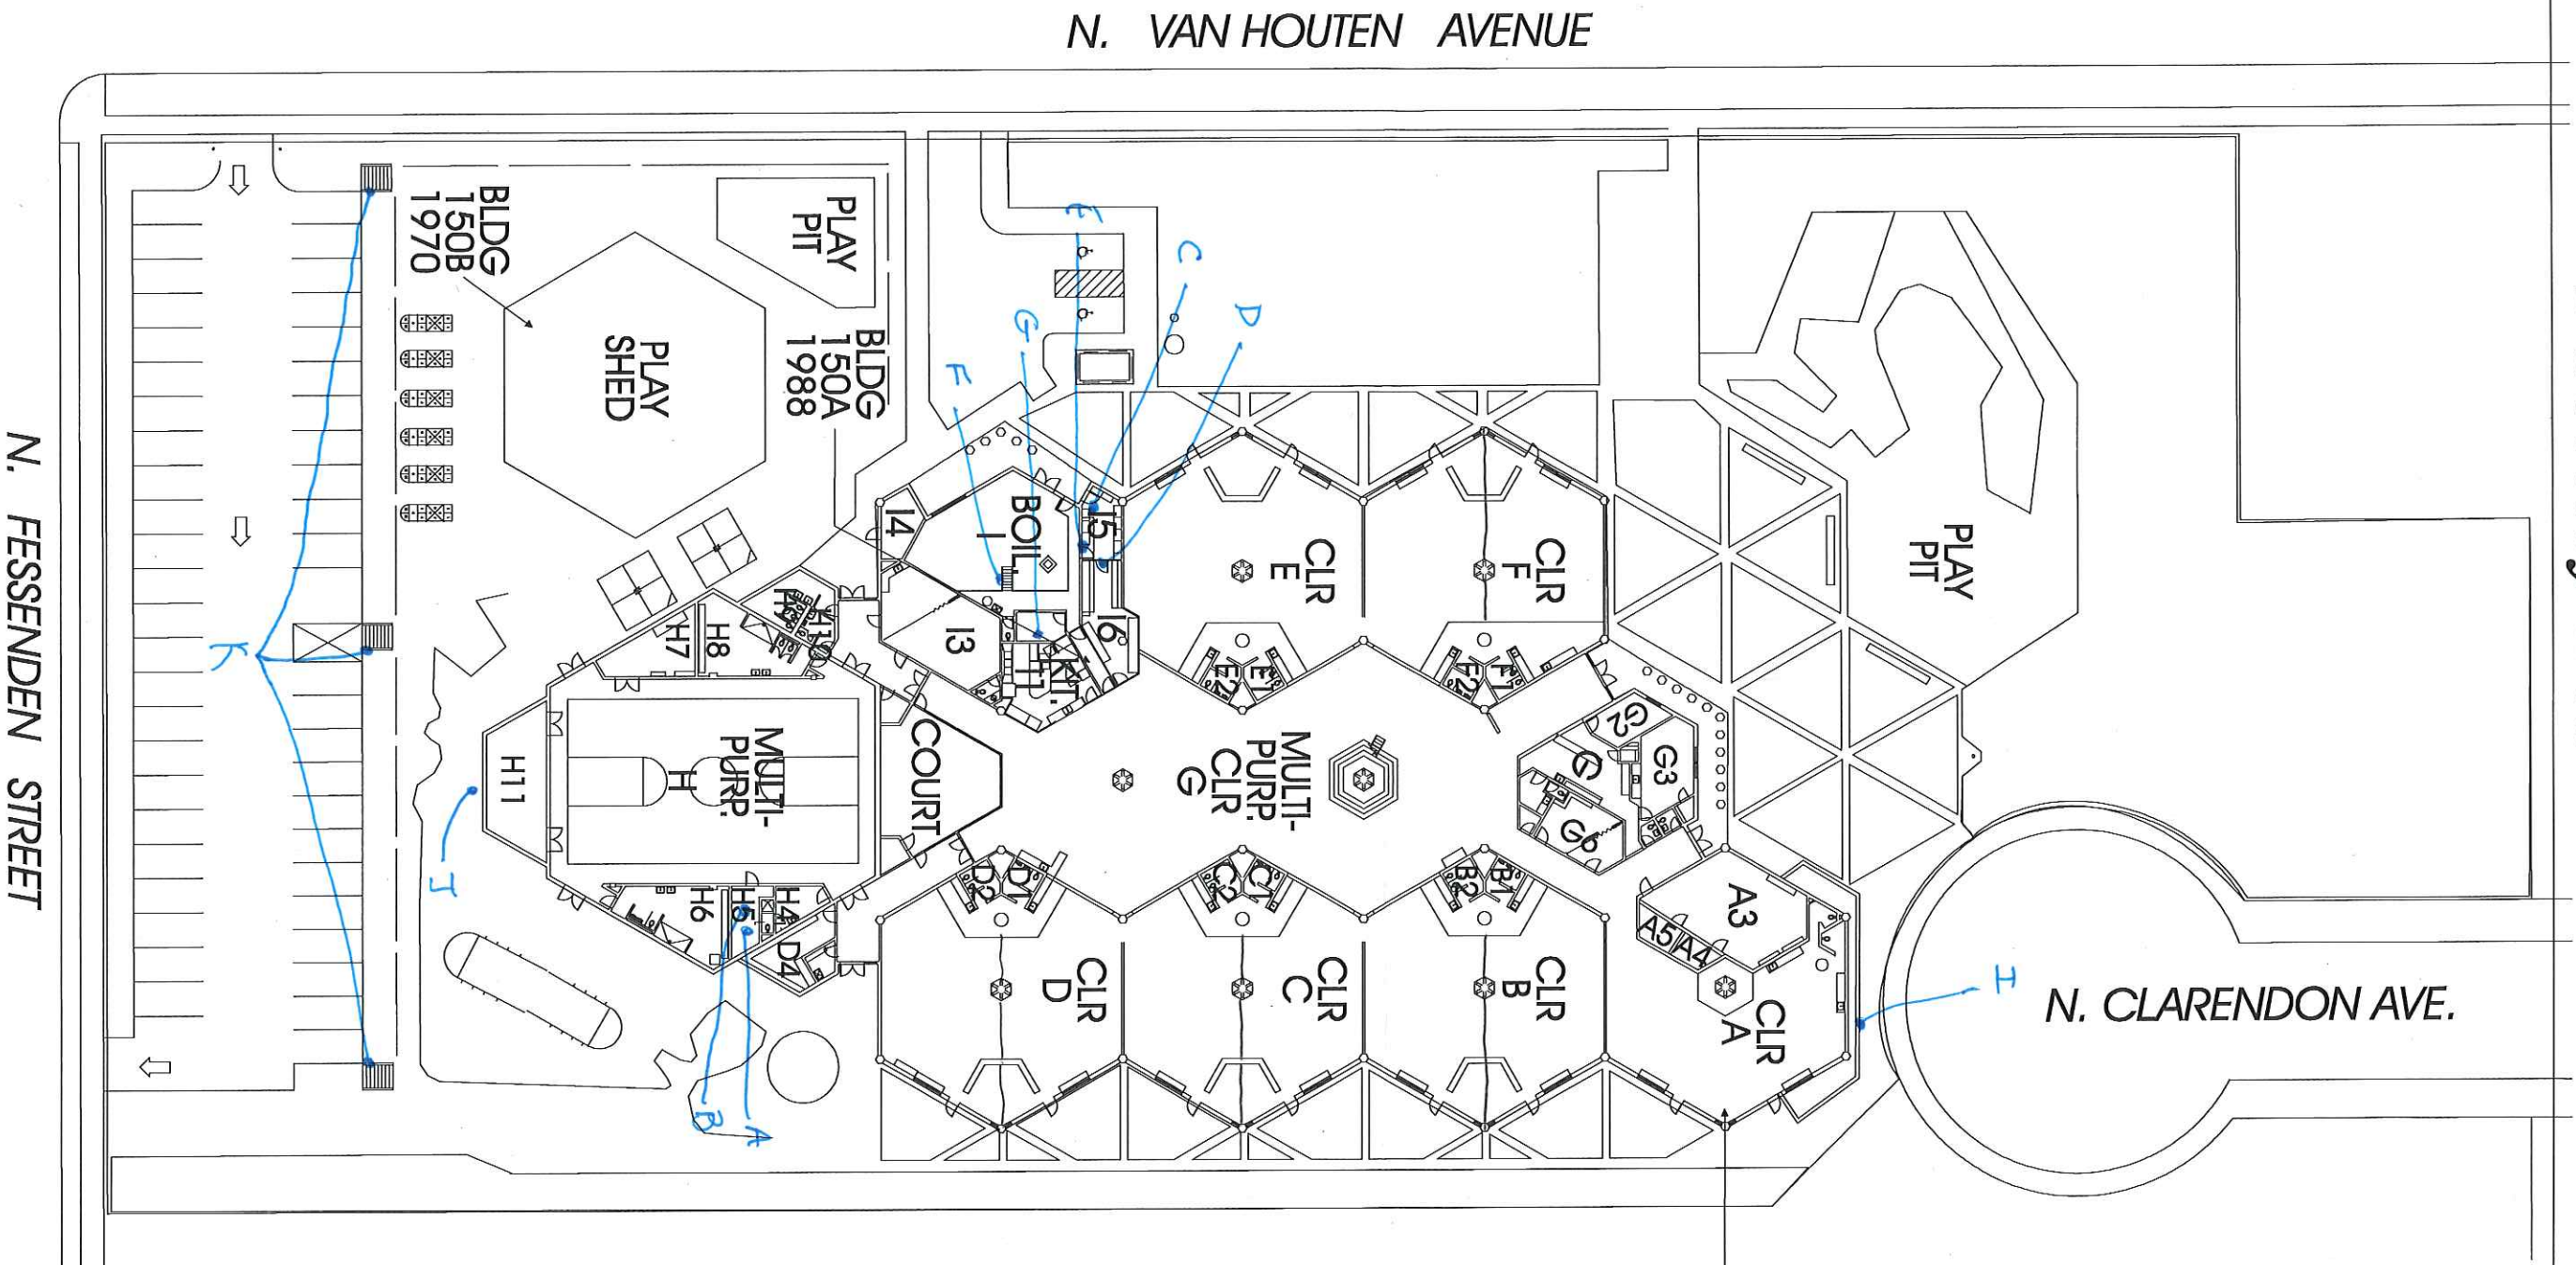 N. VAN HOUTEN AVENUE
BLDG
150B
1970
PLAY
PIT
PLAY
SHED
BLDG
150A
1988
E
C
G
D
F
BOIL.
I
I4
I5
I3
I6
KIT.
CLR
E
CLR
F
PLAY
PIT
E2
E1
F2
F1
H7
H8
H9
H10
G2
G3
G6
MULTI-
PURP.
CLR
G
COURT
MULTI-
PURP.
H
H11
J
K
H6
H5
H4
D4
D2
D1
C2
C1
B2
B1
A3
A5
A4
CLR
D
CLR
C
CLR
B
CLR
A
H
N. CLARENDON AVE.
B
A
N. FESSENDEN STREET